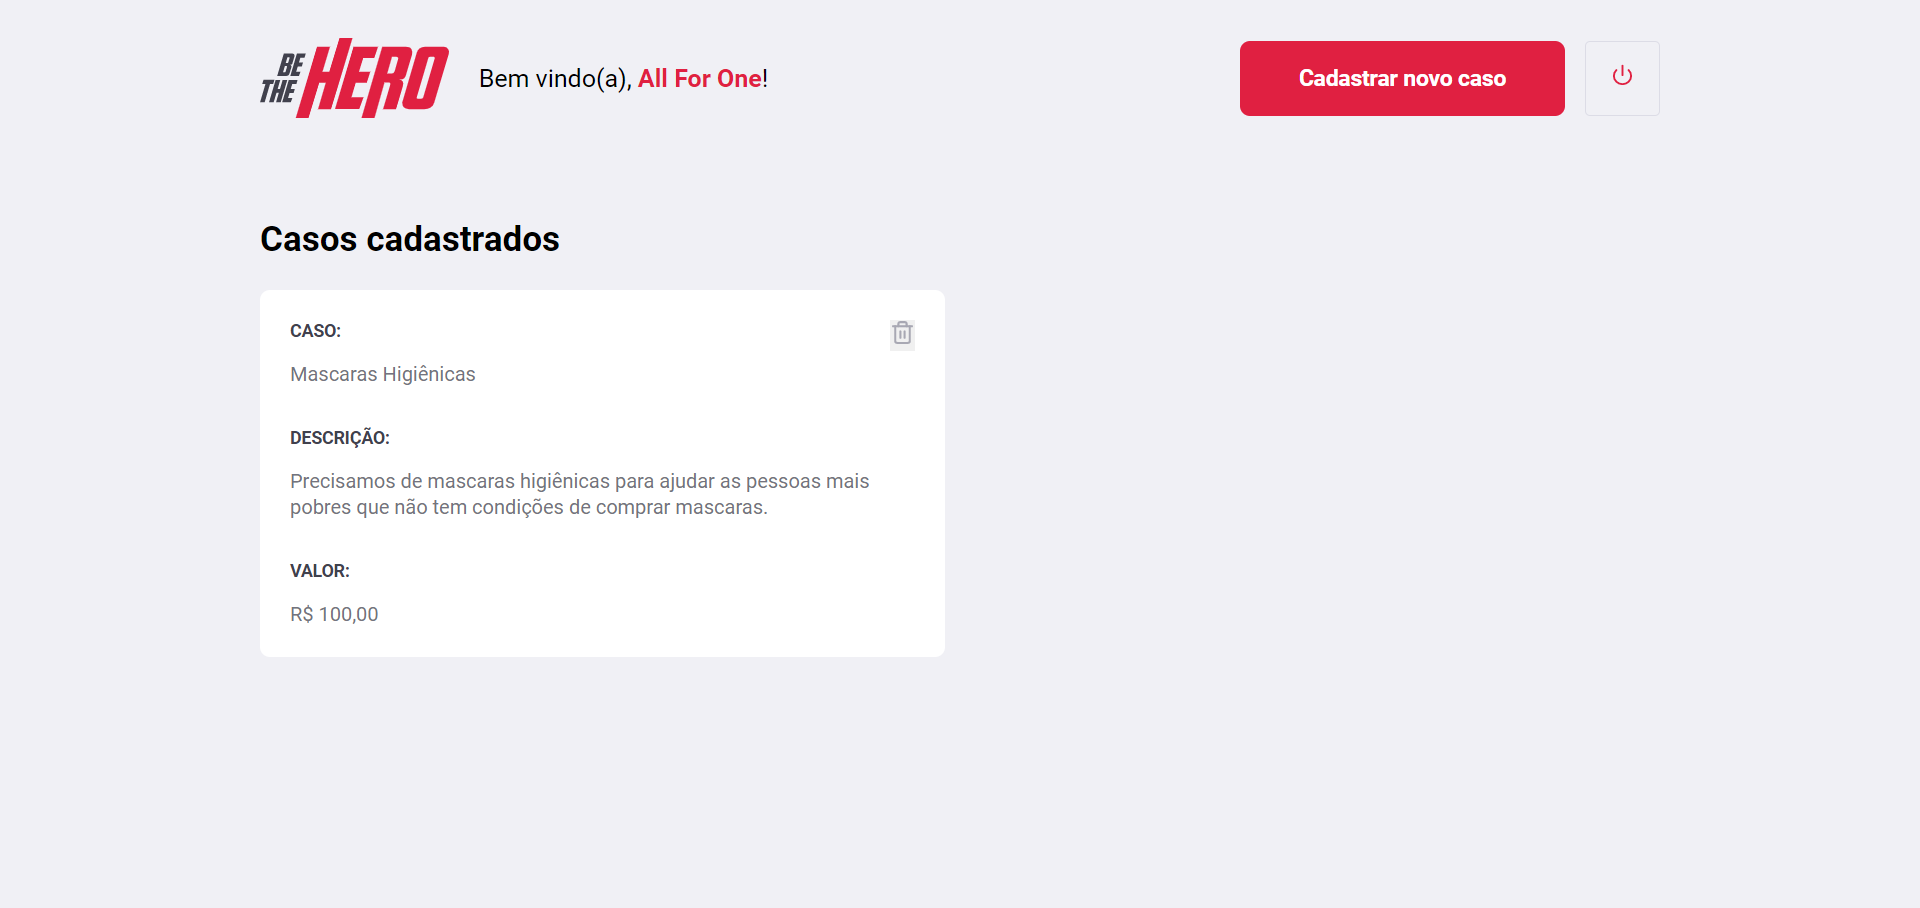 BE
THE
HERO
Bem vindo(a), All For One!
Cadastrar novo caso
Casos cadastrados
CASO:
Mascaras Higiênicas
DESCRIÇÃO:
Precisamos de mascaras higiênicas para ajudar as pessoas mais
pobres que não tem condições de comprar mascaras.
VALOR:
R$ 100,00